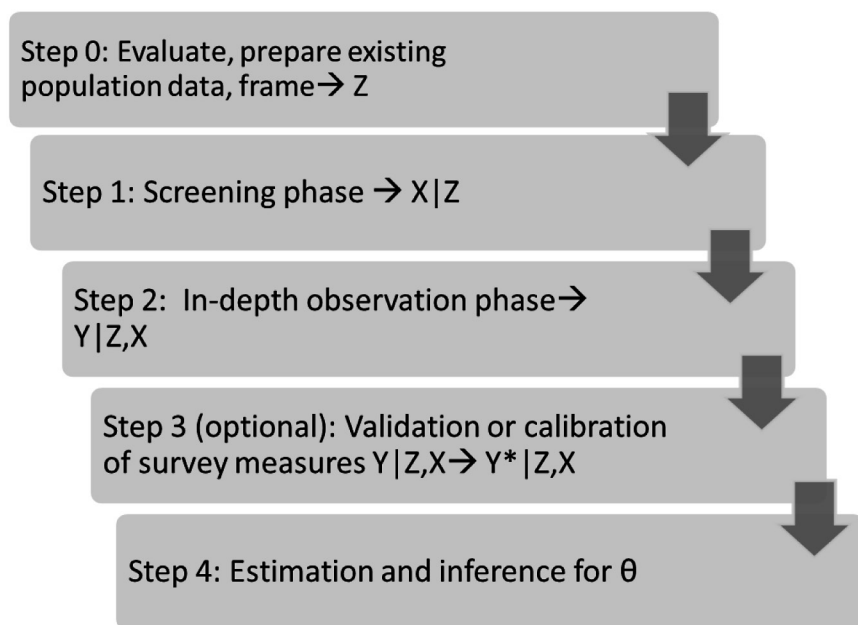 Step 0: Evaluate, prepare existing
population data, frame→ Z
Step 1: Screening phase → X|Z
Step 2:  In-depth observation phase→
Y|Z,X
Step 3 (optional): Validation or calibration
of survey measures Y|Z,X→ Y*|Z,X
Step 4: Estimation and inference for θ